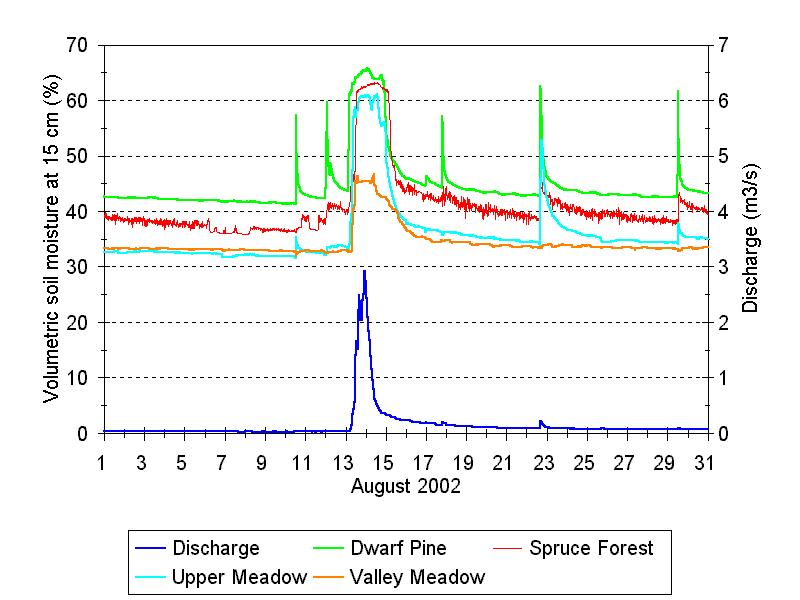 Volumetric soil moisture at 15 cm (%)
70
60
50
40
30
20
10
0
7
6
5
4
3
2
1
0
Discharge (m3/s)
1 3 5 7 9 11 13 15 17 19 21 23 25 27 29 31
August 2002
Discharge Dwarf Pine Spruce Forest
Upper Meadow Valley Meadow